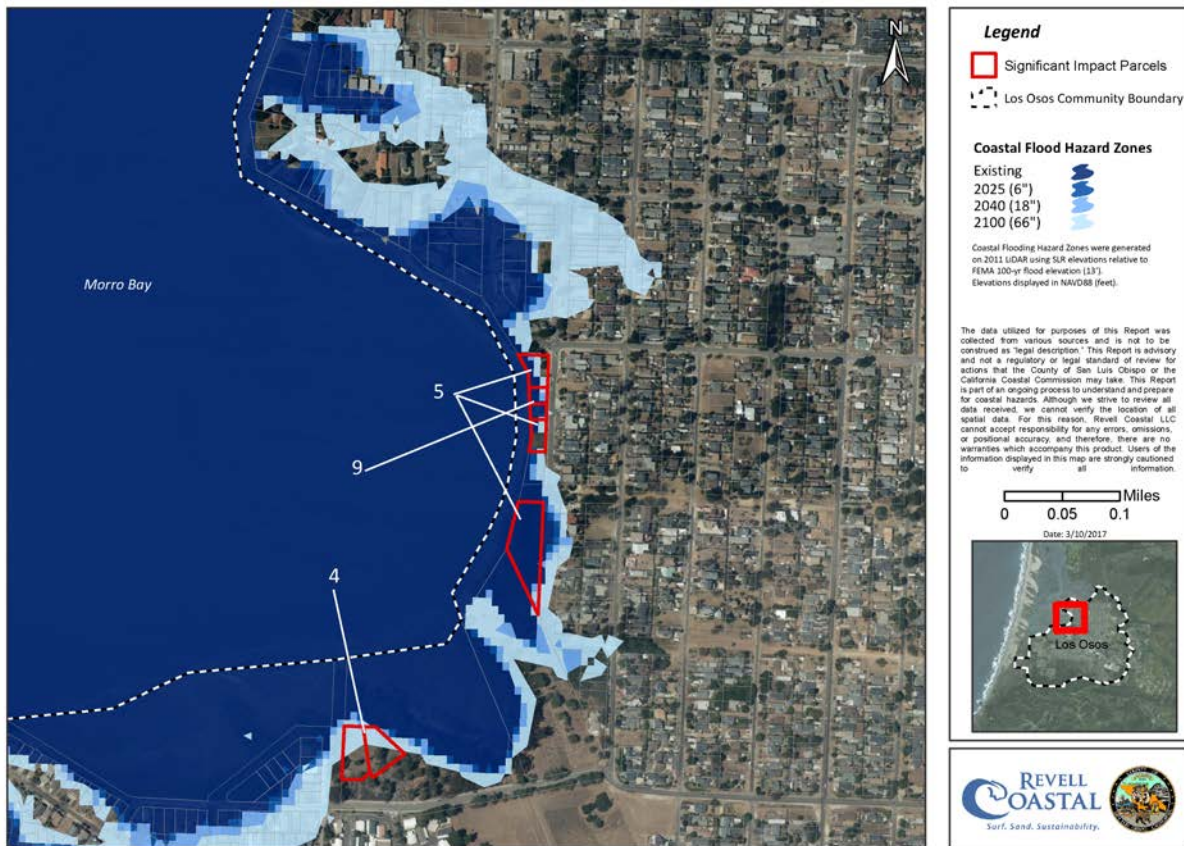 N
Morro Bay
5
9
4
Legend
Significant Impact Parcels
Los Osos Community Boundary
Coastal Flood Hazard Zones
Existing
2025 (6")
2040 (18")
2100 (66")
Coastal Flooding Hazard Zones were generated
on 2011 LiDAR using SLR elevations relative to
FEMA 100-yr flood elevation (13').
Elevations displayed in NAVD88 (feet).
The data utilized for purposes of this Report was
collected from various sources and is not to be
construed as "legal description." This Report is advisory
and not a regulatory or legal standard of review for
actions that the County of San Luis Obispo or the
California Coastal Commission may take. This Report
is part of an ongoing process to understand and prepare
for coastal hazards. Although we strive to review all
data received, we cannot verify the location of all
spatial data. For this reason, Revell Coastal LLC
cannot accept responsibility for any errors, omissions,
or positional accuracy, and therefore, there are no
warranties which accompany this product. Users of the
information displayed in this map are strongly cautioned
to verify all information.
Miles
0 0.05 0.1
Date: 3/10/2017
Los Osos
REVELL
COASTAL
Surf. Sand. Sustainability.